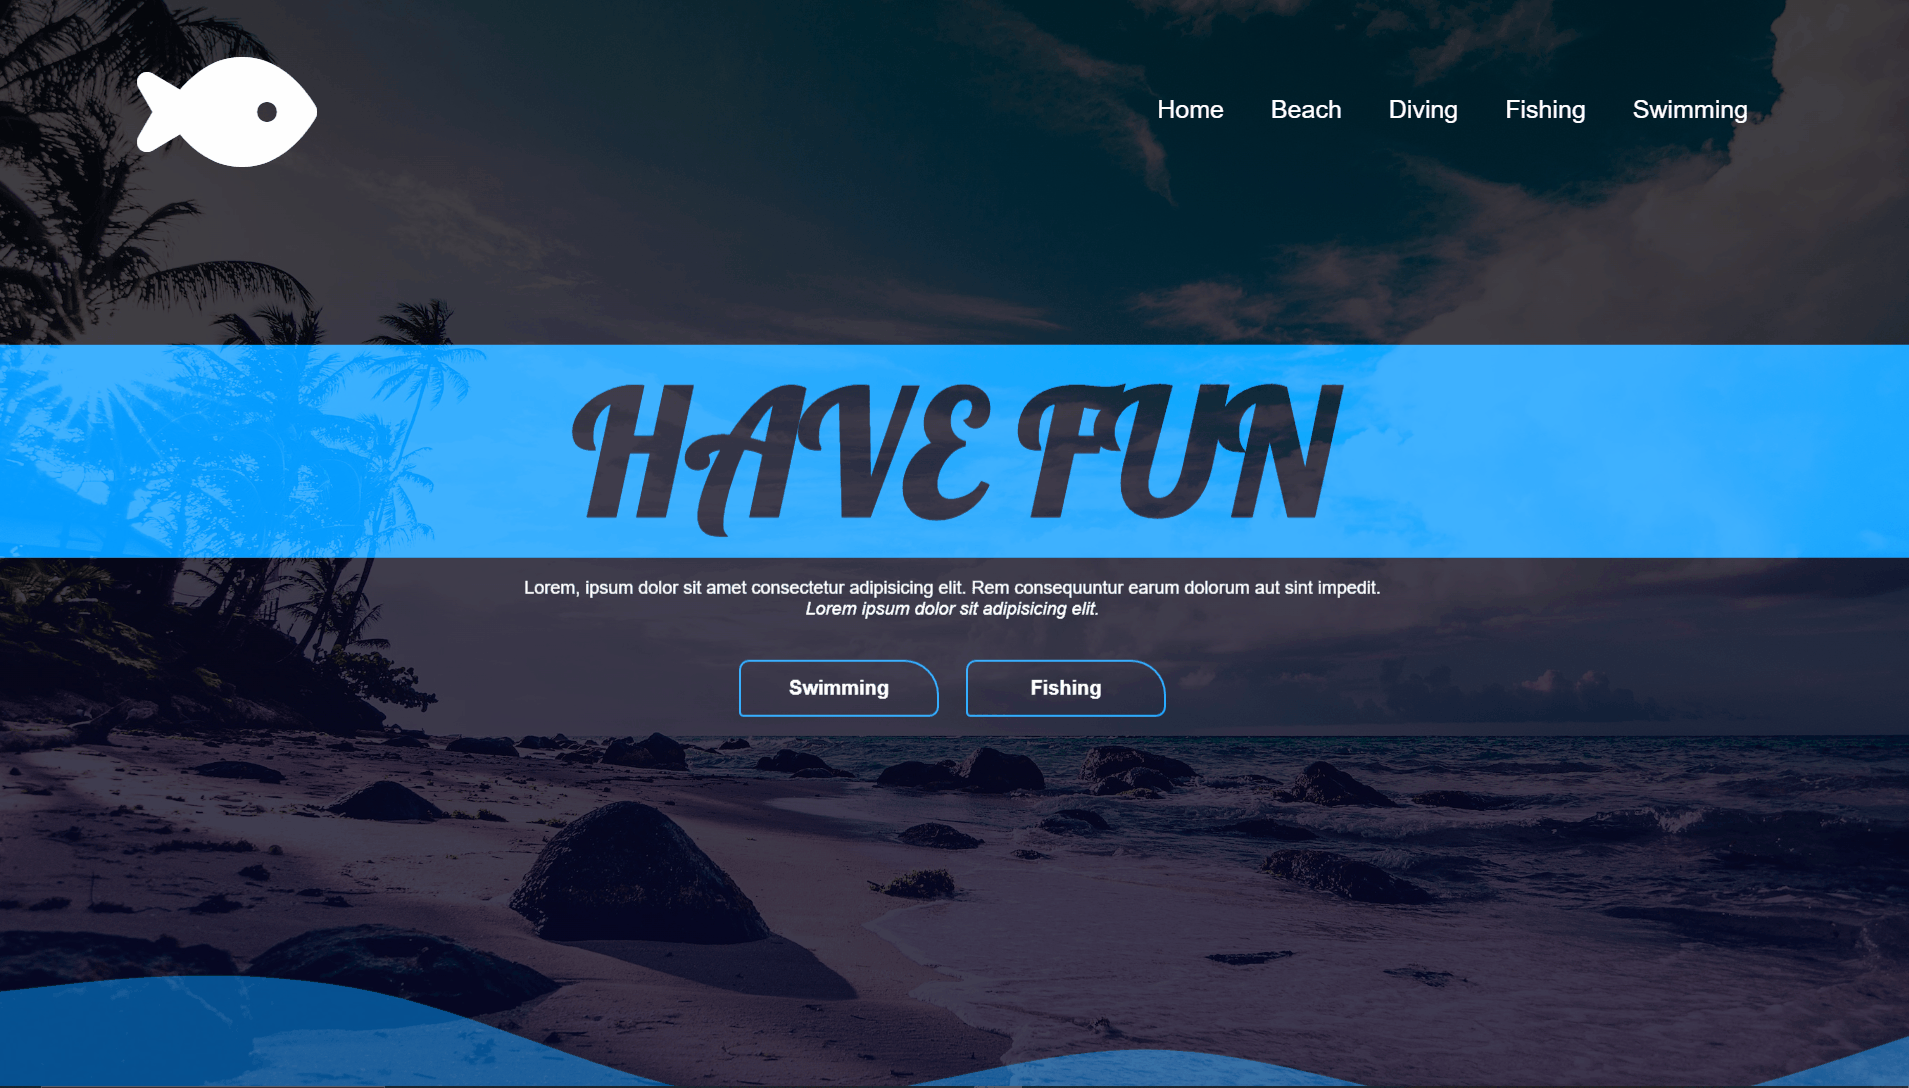 Home Beach Diving Fishing Swimming
HAVE FUN
Lorem, ipsum dolor sit amet consectetur adipisicing elit. Rem consequuntur earum dolorum aut sint impedit.
Lorem ipsum dolor sit adipisicing elit.
Swimming Fishing